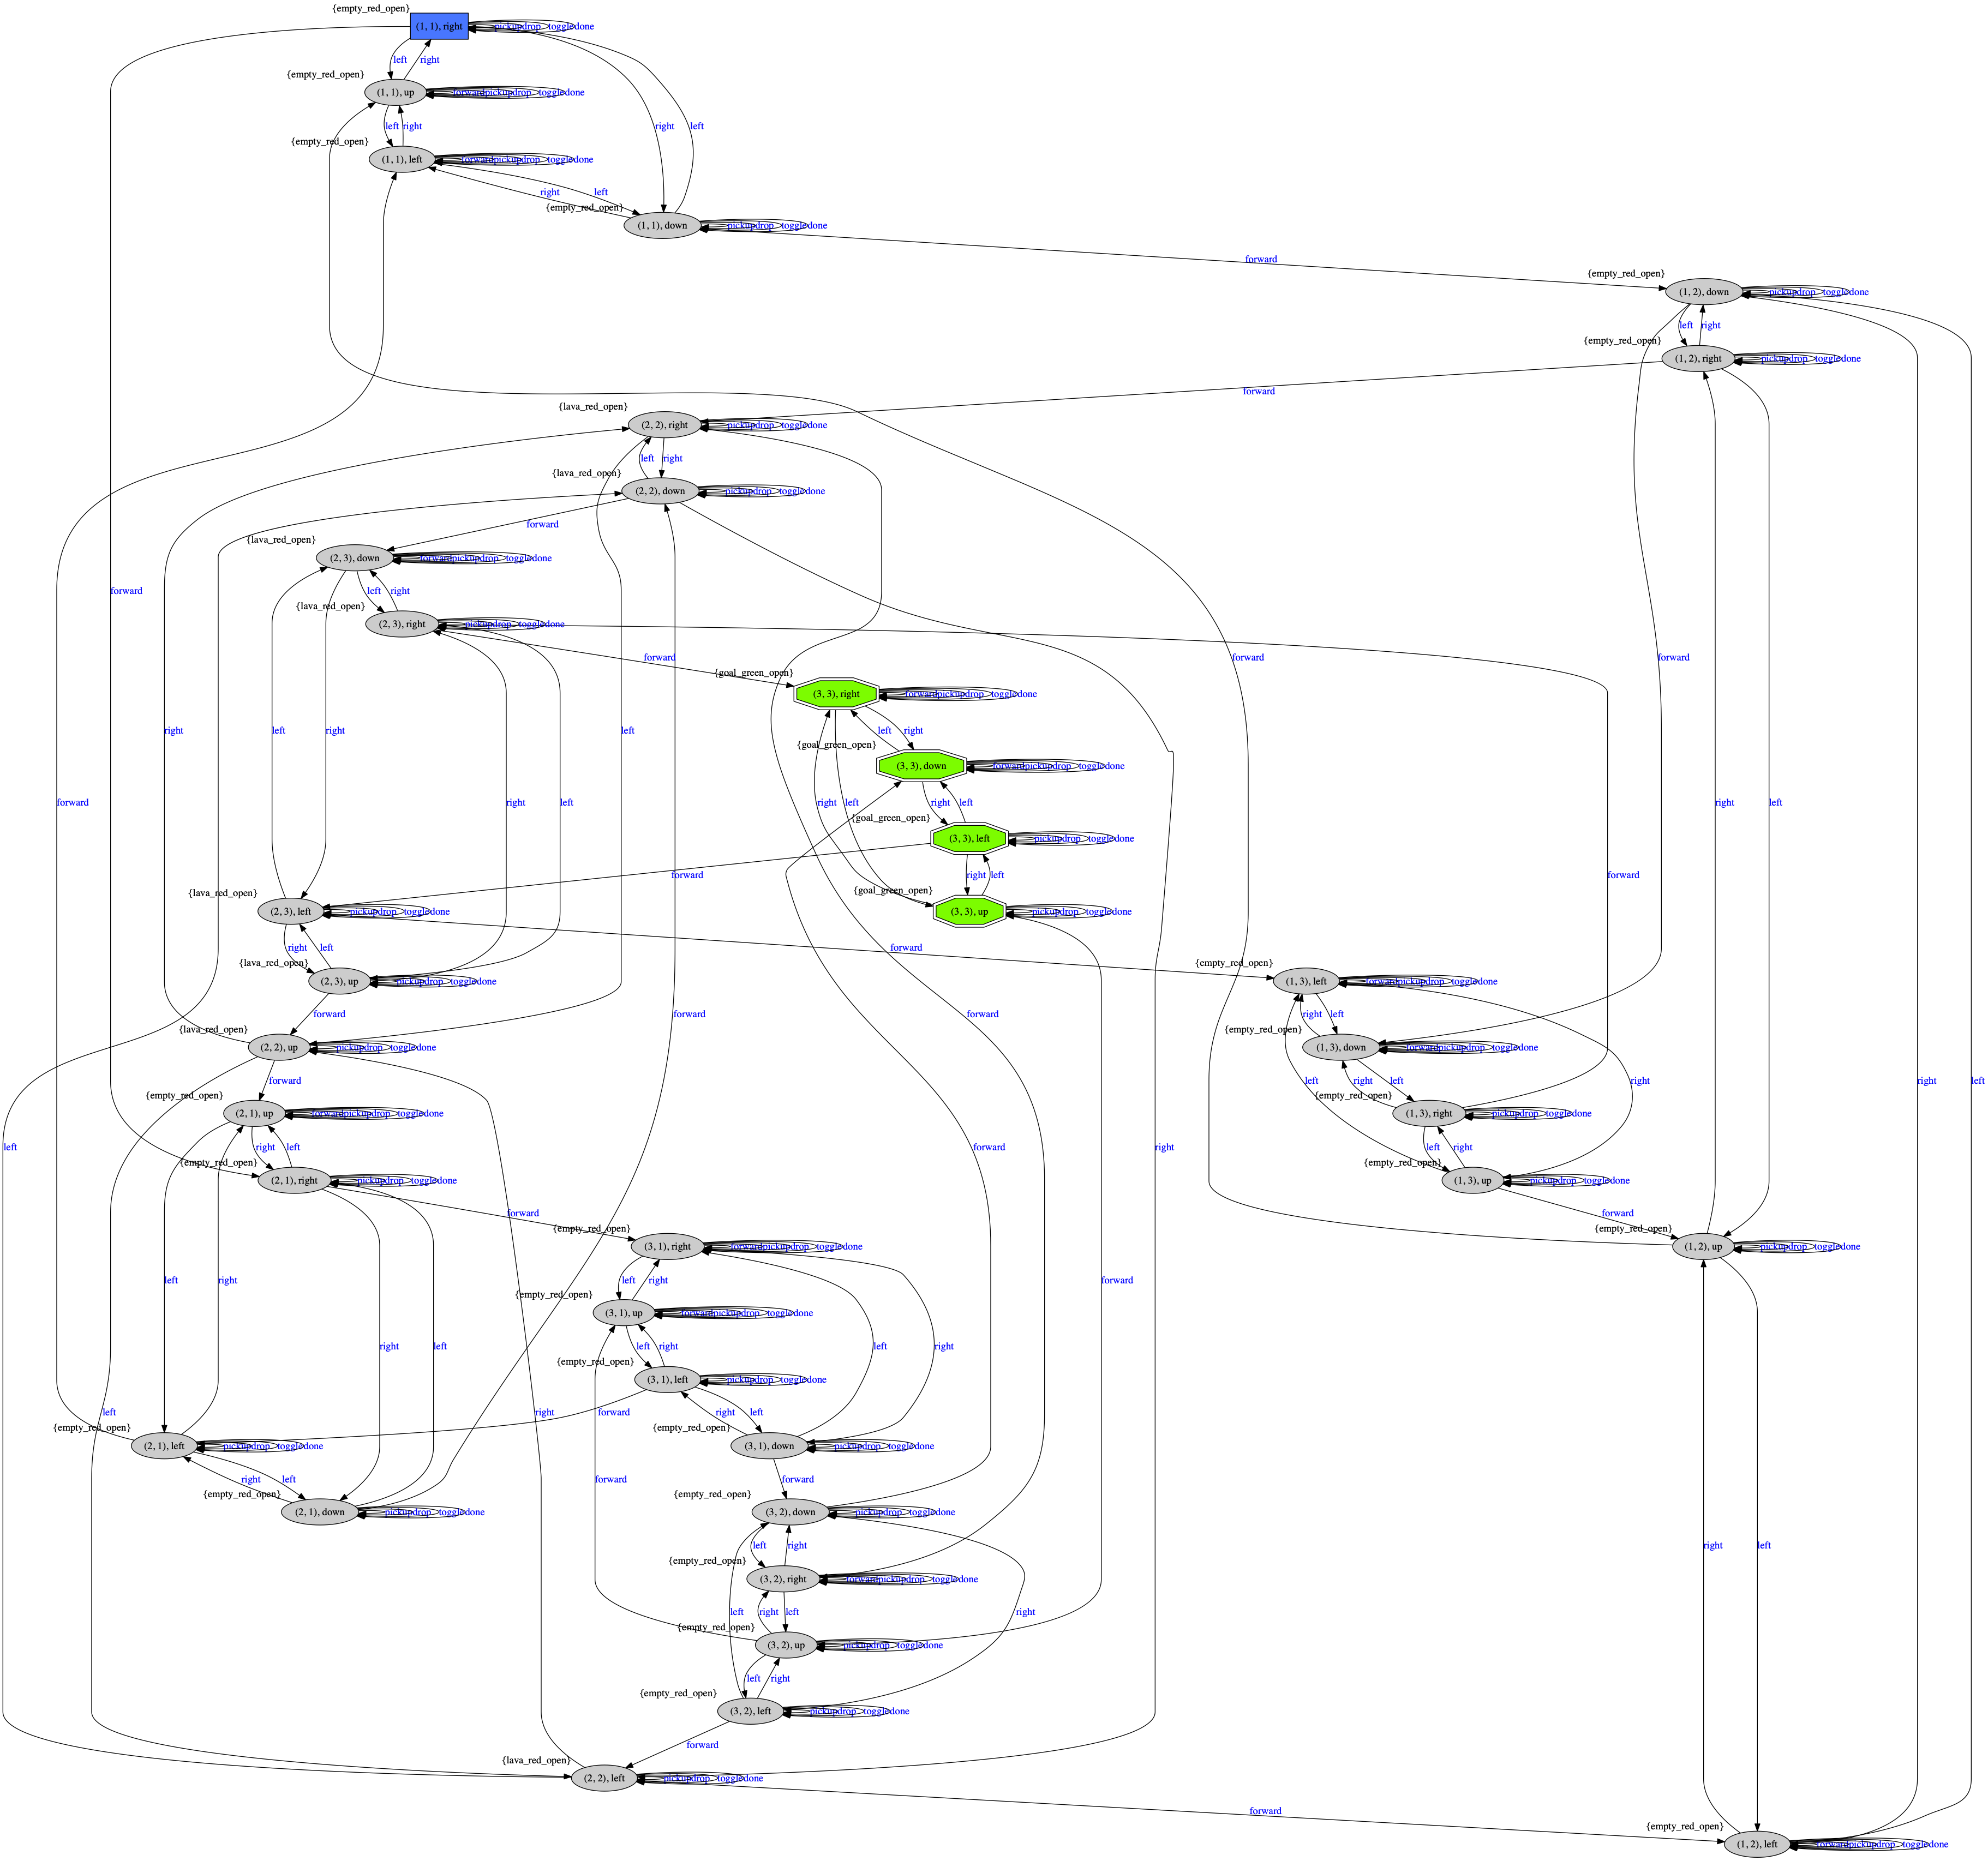 {empty_red_open}
(1, 1), right
pickup drop toggle done
left
right
{empty_red_open}
(1, 1), up
forward pickup drop toggle done
left
right
right
left
{empty_red_open}
(1, 1), left
forward pickup drop toggle done
right
left
{empty_red_open}
(1, 1), down
pickup drop toggle done
forward
{empty_red_open}
(1, 2), down
pickup drop toggle done
left
right
{empty_red_open}
(1, 2), right
pickup drop toggle done
forward
{lava_red_open}
(2, 2), right
pickup drop toggle done
left
right
{lava_red_open}
(2, 2), down
pickup drop toggle done
forward
{lava_red_open}
(2, 3), down
forward pickup drop toggle done
forward
left
right
{lava_red_open}
(2, 3), right
pickup drop toggle done
forward
forward
forward
{goal_green_open}
(3, 3), right
forward pickup drop toggle done
right
left
right
left
left
right
{goal_green_open}
(3, 3), down
forward pickup drop toggle done
forward
right
left
right
left
right
left
right
left
{goal_green_open}
(3, 3), left
pickup drop toggle done
forward
right
left
forward
{lava_red_open}
(2, 3), left
pickup drop toggle done
{goal_green_open}
(3, 3), up
pickup drop toggle done
right
left
forward
{lava_red_open}
(2, 3), up
pickup drop toggle done
{empty_red_open}
(1, 3), left
forward pickup drop toggle done
forward
forward
forward
right
left
{lava_red_open}
(2, 2), up
pickup drop toggle done
{empty_red_open}
(1, 3), down
forward pickup drop toggle done
forward
left
right
left
right
right
left
{empty_red_open}
(2, 1), up
forward pickup drop toggle done
{empty_red_open}
(1, 3), right
pickup drop toggle done
left
right
left
forward
right
left
right
{empty_red_open}
(2, 1), right
pickup drop toggle done
{empty_red_open}
(1, 3), up
pickup drop toggle done
forward
forward
{empty_red_open}
(3, 1), right
forward pickup drop toggle done
{empty_red_open}
(1, 2), up
pickup drop toggle done
left
right
left
right
forward
{empty_red_open}
(3, 1), up
forward pickup drop toggle done
right
left
left
right
left
right
{empty_red_open}
(3, 1), left
pickup drop toggle done
left
right
forward
right
left
{empty_red_open}
(2, 1), left
pickup drop toggle done
{empty_red_open}
(3, 1), down
pickup drop toggle done
right
left
forward
forward
{empty_red_open}
(2, 1), down
pickup drop toggle done
{empty_red_open}
(3, 2), down
pickup drop toggle done
left
right
right
left
{empty_red_open}
(3, 2), right
forward pickup drop toggle done
left
right
left
right
{empty_red_open}
(3, 2), up
pickup drop toggle done
left
right
{empty_red_open}
(3, 2), left
pickup drop toggle done
forward
{lava_red_open}
(2, 2), left
pickup drop toggle done
forward
{empty_red_open}
(1, 2), left
forward pickup drop toggle done